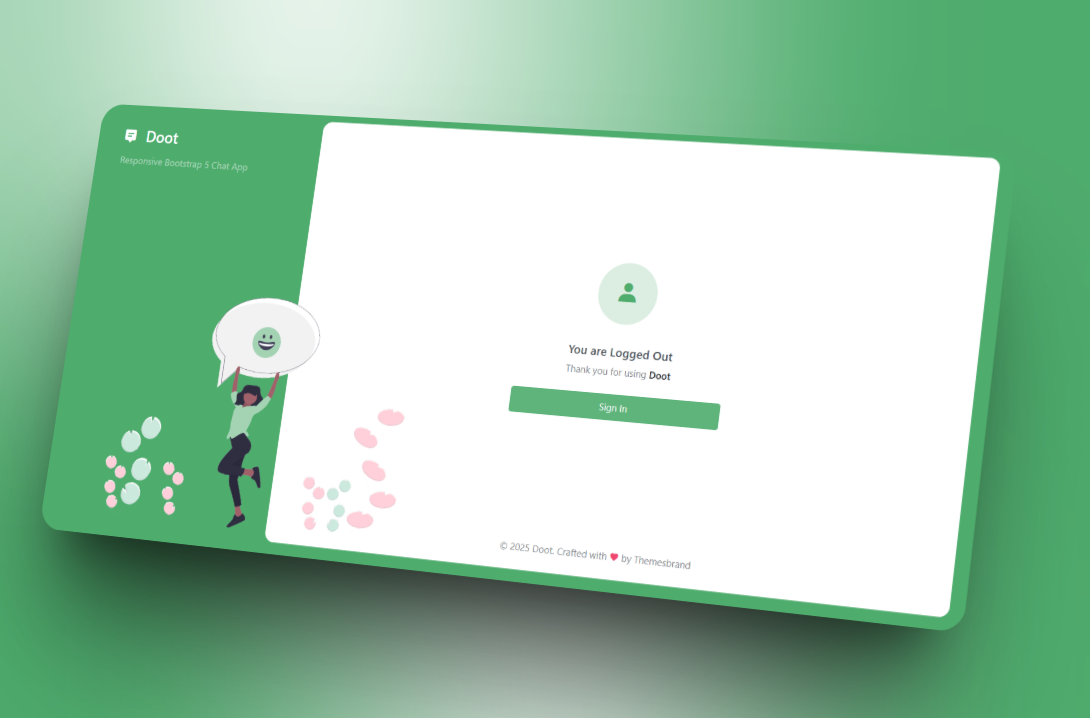 Doot
Responsive Bootstrap 5 Chat App
You are Logged Out
Thank you for using Doot
Sign In
© 2025 Doot. Crafted with ❤ by Themesbrand